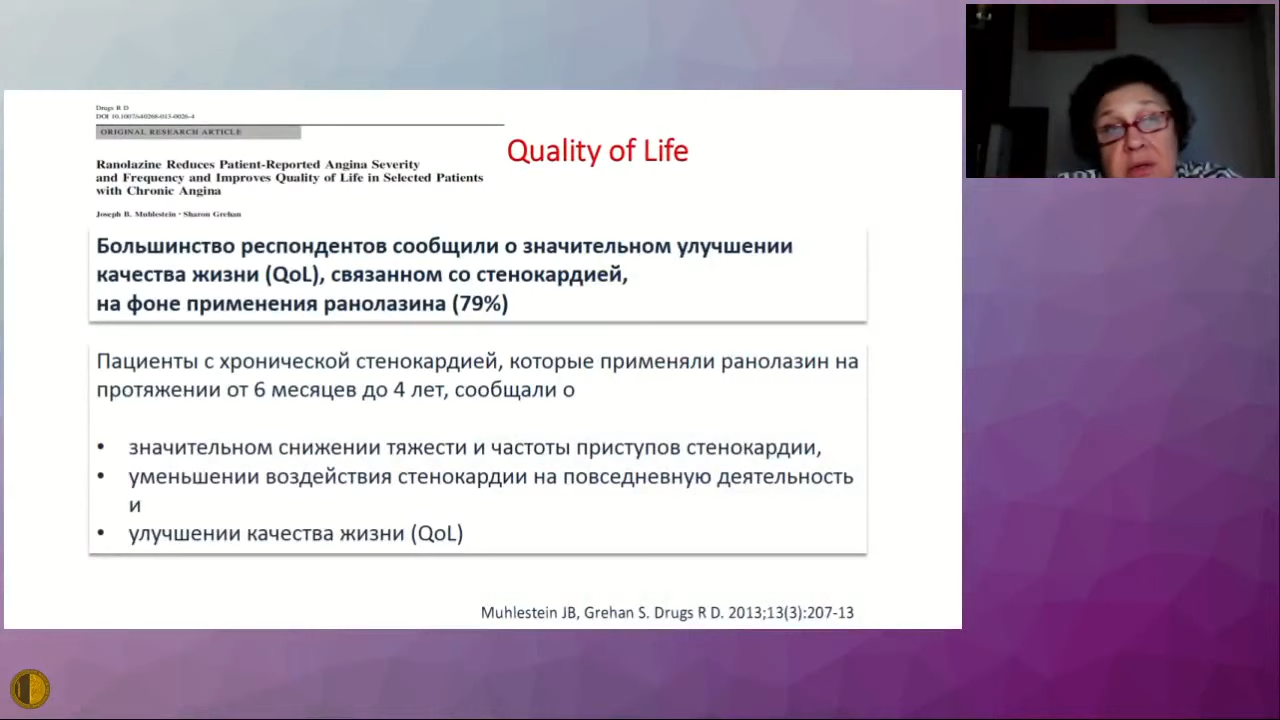 Drugs R D
DOI 10.1007/s40268-013-0026-4
ORIGINAL RESEARCH ARTICLE
Quality of Life
Ranolazine Reduces Patient-Reported Angina Severity
and Frequency and Improves Quality of Life in Selected Patients
with Chronic Angina
Joseph B. Muhlestein · Sharon Grehan
Большинство респондентов сообщили о значительном улучшении
качества жизни (QoL), связанном со стенокардией,
на фоне применения ранолазина (79%)
Пациенты с хронической стенокардией, которые применяли ранолазин на
протяжении от 6 месяцев до 4 лет, сообщали о
• значительном снижении тяжести и частоты приступов стенокардии,
• уменьшении воздействия стенокардии на повседневную деятельность
и
• улучшении качества жизни (QoL)
Muhlestein JB, Grehan S. Drugs R D. 2013;13(3):207-13